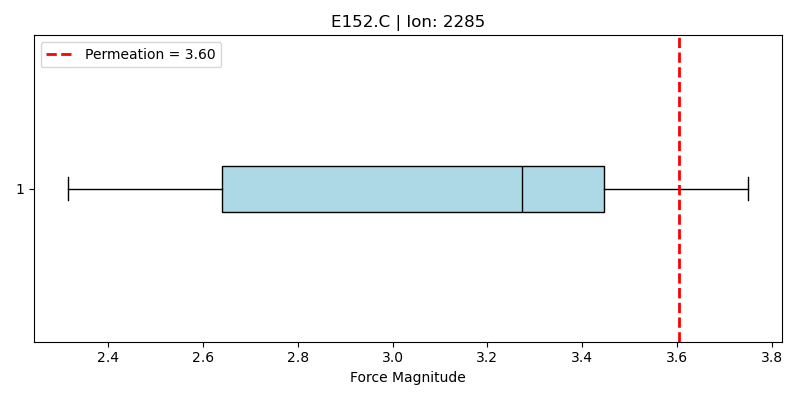 E152.C | Ion: 2285
Permeation = 3.60
1
2.4 2.6 2.8 3.0 3.2 3.4 3.6 3.8
Force Magnitude